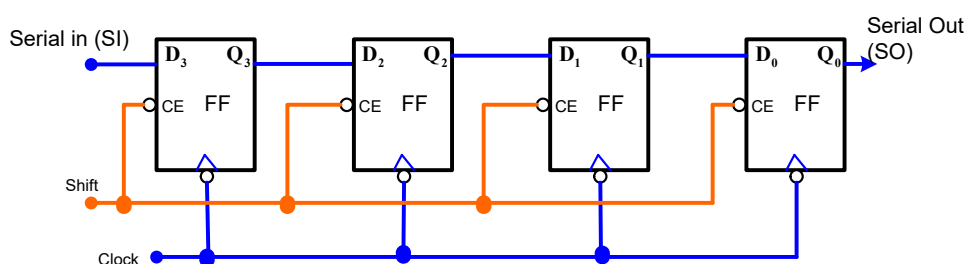 Serial in (SI)
Serial Out
(SO)
D3 Q3
D2 Q2
D1 Q1
D0 Q0
CE FF
CE FF
CE FF
CE FF
Shift
Clock